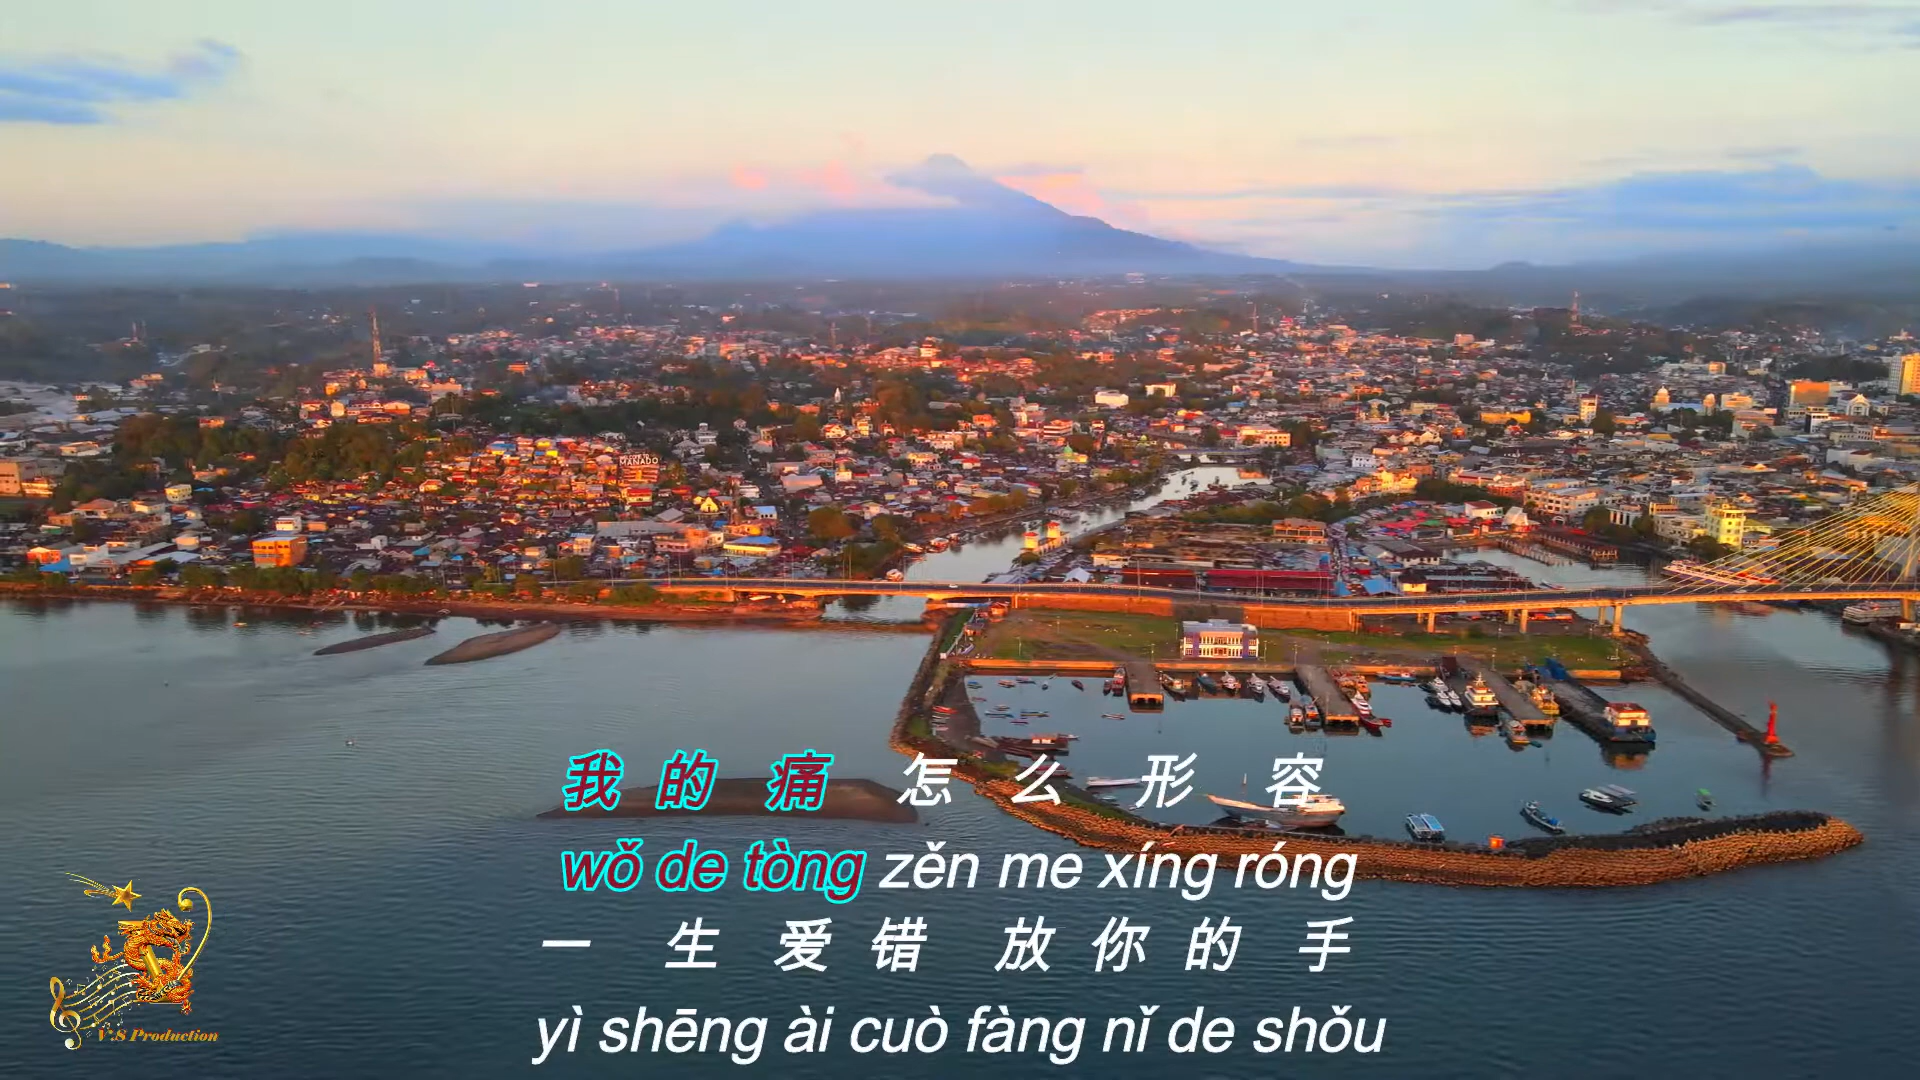 MANADO
我 的 痛 怎 么 形 容
wǒ de tòng zěn me xíng róng
一 生 爱 错 放 你 的 手
yì shēng ài cuò fàng nǐ de shǒu
V.S Production